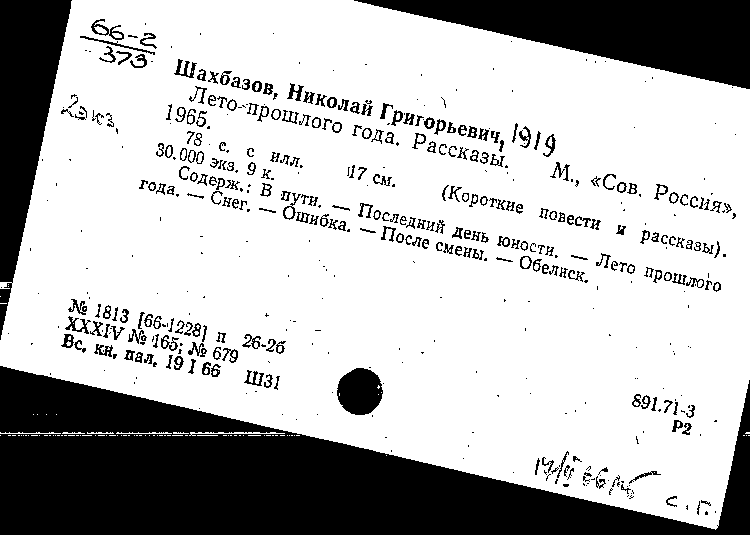 66-2
373
2 экз.
Шахбазов, Николай Григорьевич, 1919
Лето прошлого года. Рассказы. М., «Сов. Россия»,
1965.
78 с. с илл. 17 см. (Короткие повести и рассказы).
30.000 экз. 9 к.
Содерж.: В пути. — Последний день юности. — Лето прошлого
года. — Снег. — Ошибка. — После смены. — Обелиск.
№ 1813 [66-1228] п 26-2б
XXXIV № 165; № 679
Вс. кн. пал. 19 I 66 Ш31
891.71-3
Р2
с. г.